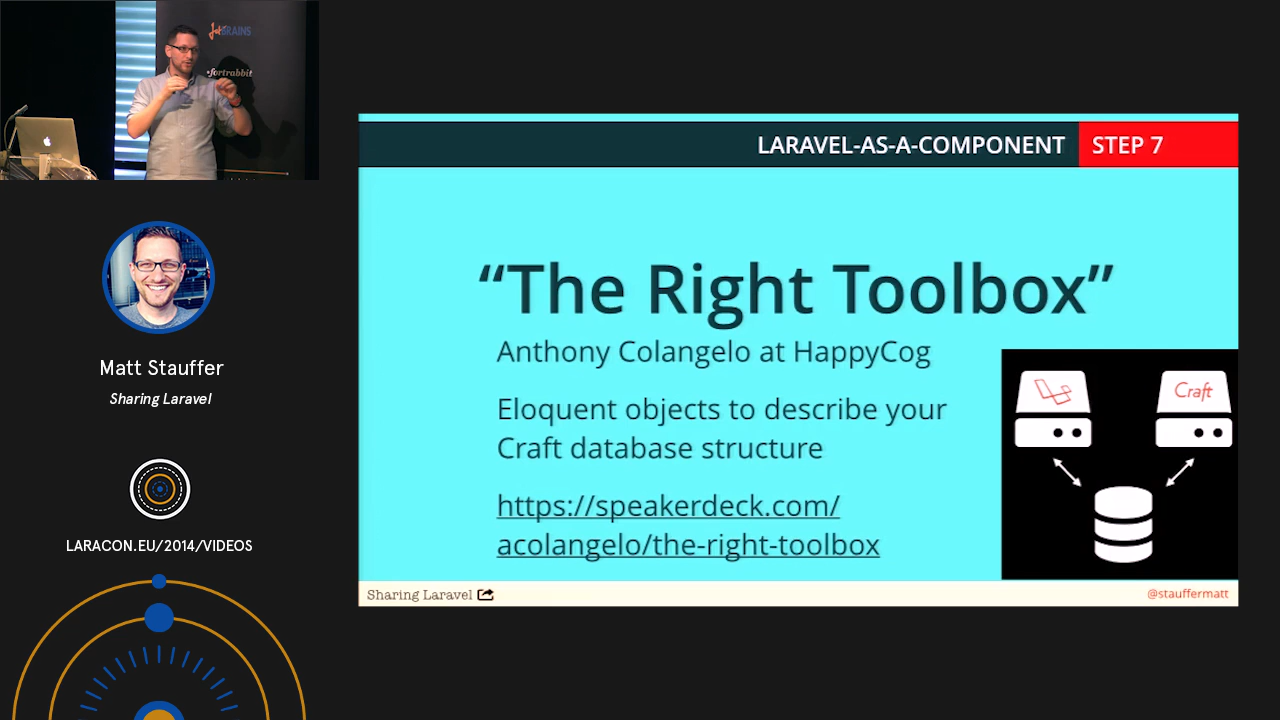 JetBRAINS
fortrabbit
Matt Stauffer
Sharing Laravel
LARACON.EU/2014/VIDEOS
LARAVEL-AS-A-COMPONENT STEP 7
“The Right Toolbox”
Anthony Colangelo at HappyCog
Eloquent objects to describe your
Craft database structure
https://speakerdeck.com/
acolangelo/the-right-toolbox
Craft
Sharing Laravel
@stauffermatt